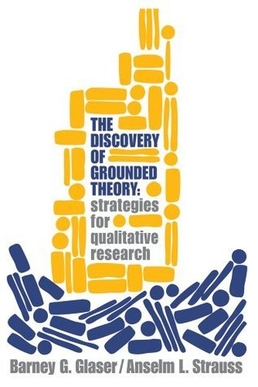 THE
DISCOVERY
OF
GROUNDED
THEORY:
strategies
for
qualitative
research
Barney G. Glaser/Anselm L. Strauss